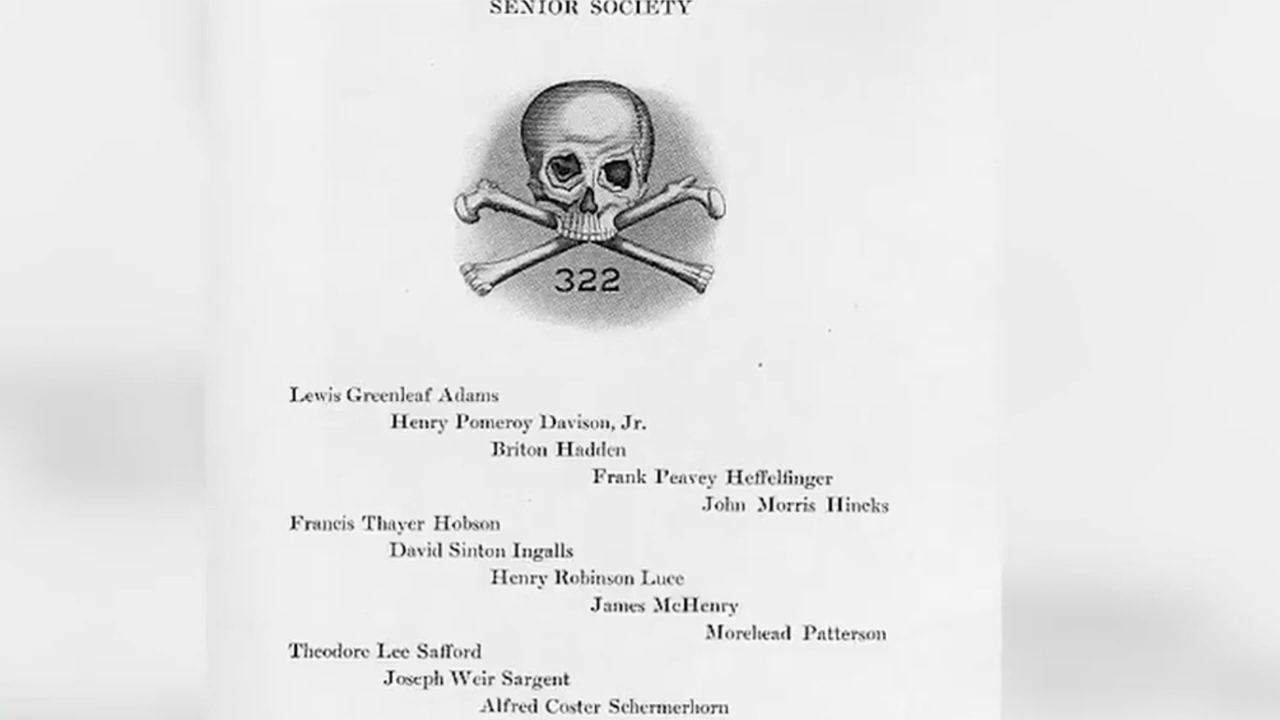 SENIOR SOCIETY
322
Lewis Greenleaf Adams
Henry Pomeroy Davison, Jr.
Briton Hadden
Frank Peavey Heffelfinger
John Morris Hincks
Francis Thayer Hobson
David Sinton Ingalls
Henry Robinson Luce
James McHenry
Morehead Patterson
Theodore Lee Safford
Joseph Weir Sargent
Alfred Coster Schermerhorn